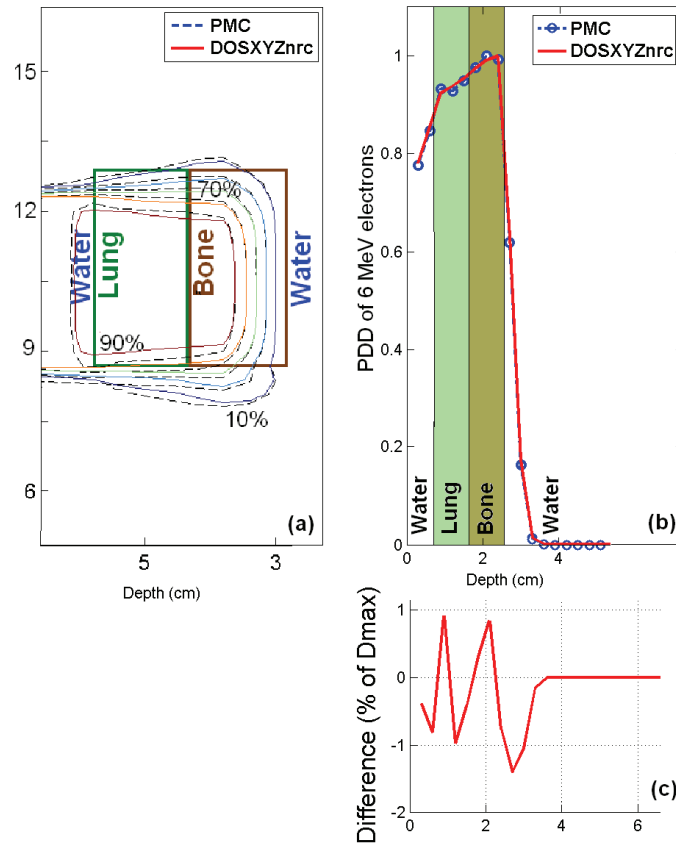 PMC
DOSXYZnrc
15
12
9
6
70%
Water
Lung
Bone
Water
90%
10%
(a)
5
3
Depth (cm)
PMC
DOSXYZnrc
PDD of 6 MeV electrons
1
0.8
0.6
0.4
0.2
0
Water
Lung
Bone
Water
(b)
0
2
4
Depth (cm)
Difference (% of Dmax)
1
0
-1
-2
(c)
0
2
4
6